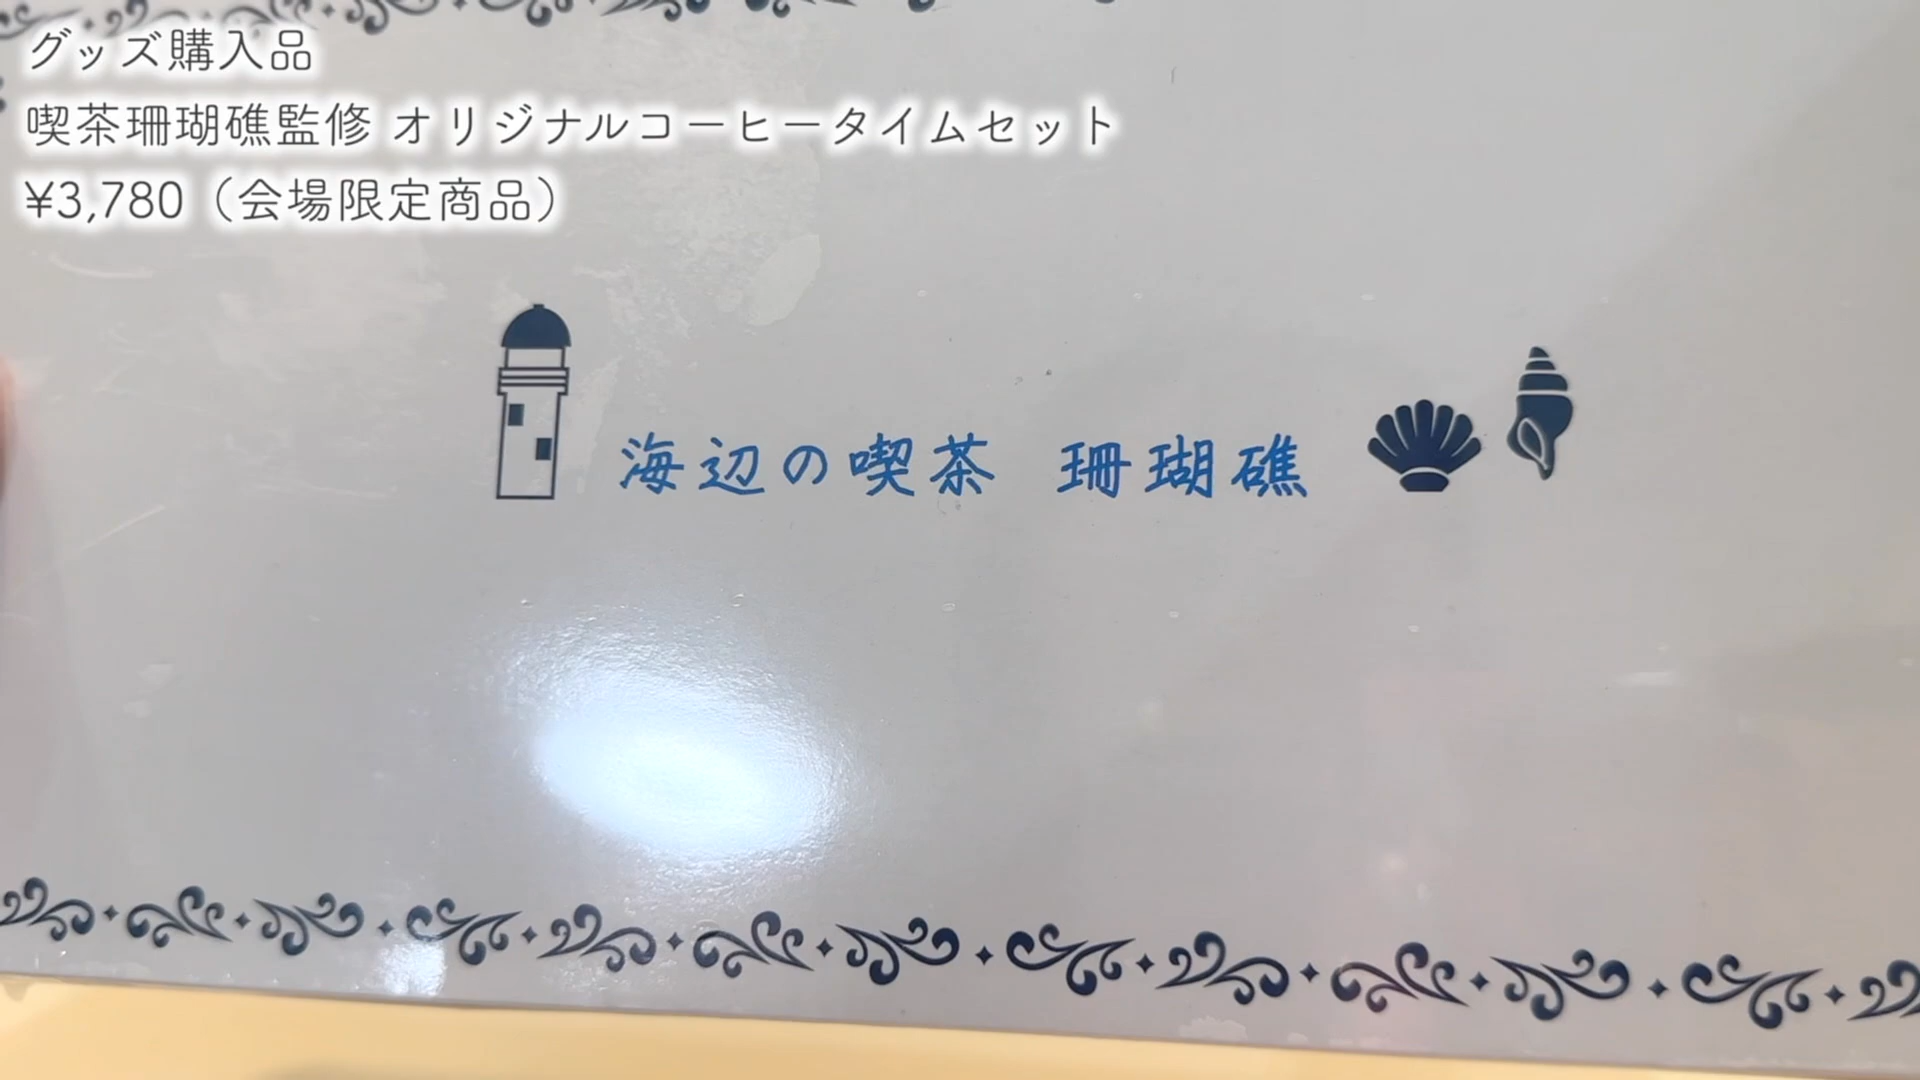 グッズ購入品
喫茶珊瑚礁監修 オリジナルコーヒータイムセット
¥3,780（会場限定商品）
海辺の喫茶 珊瑚礁